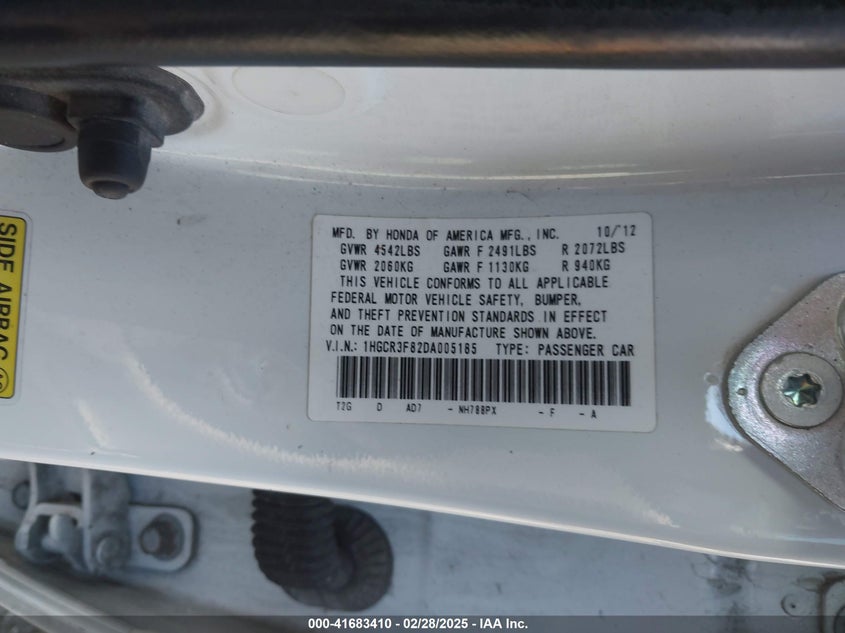 MFD. BY HONDA OF AMERICA MFG., INC. 10/'12
GVWR 4542LBS GAWR F 2491LBS R 2072LBS
GVWR 2060KG GAWR F 1130KG R 940KG
THIS VEHICLE CONFORMS TO ALL APPLICABLE
FEDERAL MOTOR VEHICLE SAFETY, BUMPER,
AND THEFT PREVENTION STANDARDS IN EFFECT
ON THE DATE OF MANUFACTURE SHOWN ABOVE.
V.I.N.: 1HGCR3F82DA005185 TYPE: PASSENGER CAR
T2G D AD7 - NH788PX - F - A
SIDE AIRBAG
000-41683410 - 02/28/2025 - IAA Inc.